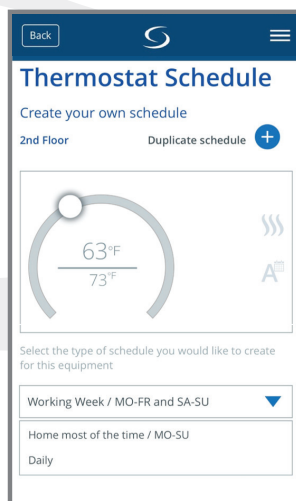 Back
Thermostat Schedule
Create your own schedule
2nd Floor Duplicate schedule +
63°F
73°F
A
Select the type of schedule you would like to create
for this equipment
Working Week / MO-FR and SA-SU
Home most of the time / MO-SU
Daily